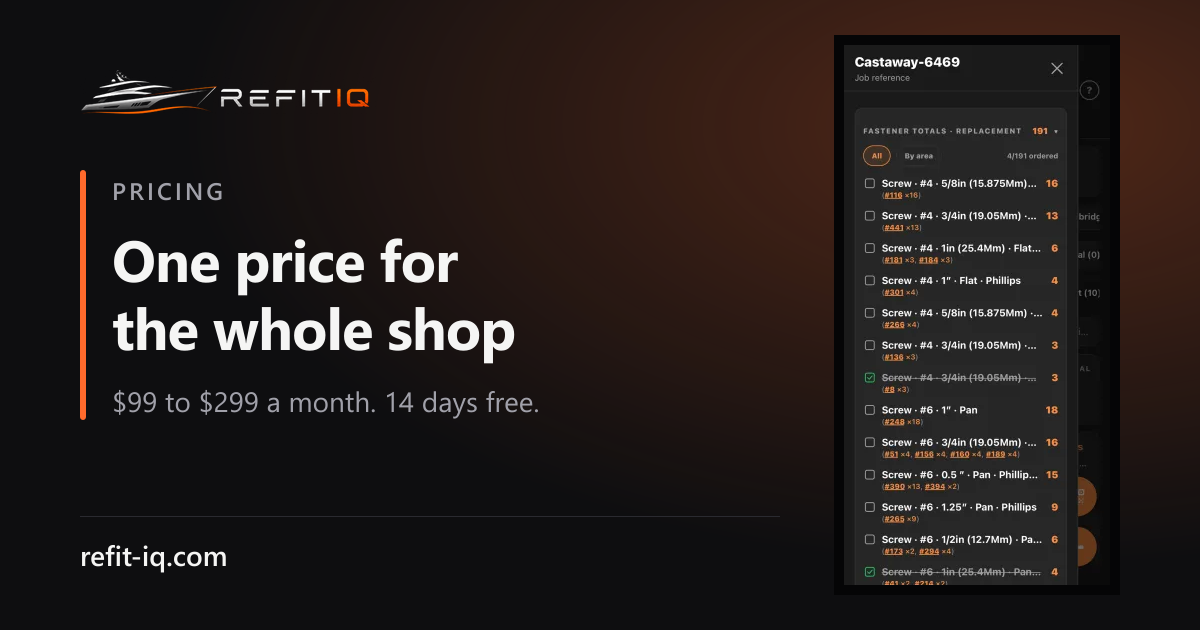 REFITIQ
PRICING
One price for
the whole shop
$99 to $299 a month. 14 days free.
refit-iq.com
Castaway-6469
Job reference
?
FASTENER TOTALS · REPLACEMENT 191
All By area 4/191 ordered
Screw · #4 · 5/8in (15.875Mm)... 16
(#116 ×16)
Screw · #4 · 3/4in (19.05Mm) ·... 13
(#441 ×13)
Screw · #4 · 1in (25.4Mm) · Flat... 6
(#181 ×3, #184 ×3)
Screw · #4 · 1″ · Flat · Phillips 4
(#301 ×4)
Screw · #4 · 5/8in (15.875Mm) ·... 4
(#266 ×4)
Screw · #4 · 3/4in (19.05Mm) ·... 3
(#136 ×3)
Screw · #4 · 3/4in (19.05Mm) ·... 3
(#8 ×3)
Screw · #6 · 1″ · Pan 18
(#248 ×18)
Screw · #6 · 3/4in (19.05Mm) ·... 16
(#51 ×4, #156 ×4, #160 ×4, #189 ×4)
Screw · #6 · 0.5 ″ · Pan · Phillip... 15
(#390 ×13, #394 ×2)
Screw · #6 · 1.25″ · Pan · Phillips 9
(#265 ×9)
Screw · #6 · 1/2in (12.7Mm) · Pa... 6
(#173 ×2, #294 ×4)
Screw · #6 · 1in (25.4Mm) · Pan... 4
(#41 ×2, #214 ×2)